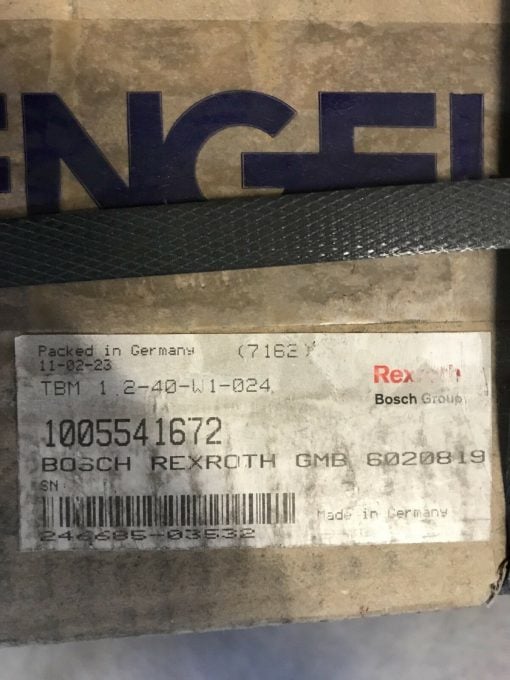 ENGEL
Packed in Germany (7162)
11-02-23
TBM 1.2-40-W1-024
Rexroth
Bosch Group
1005541672
BOSCH REXROTH GMB 6020819
SN:
Made in Germany
246685-03532